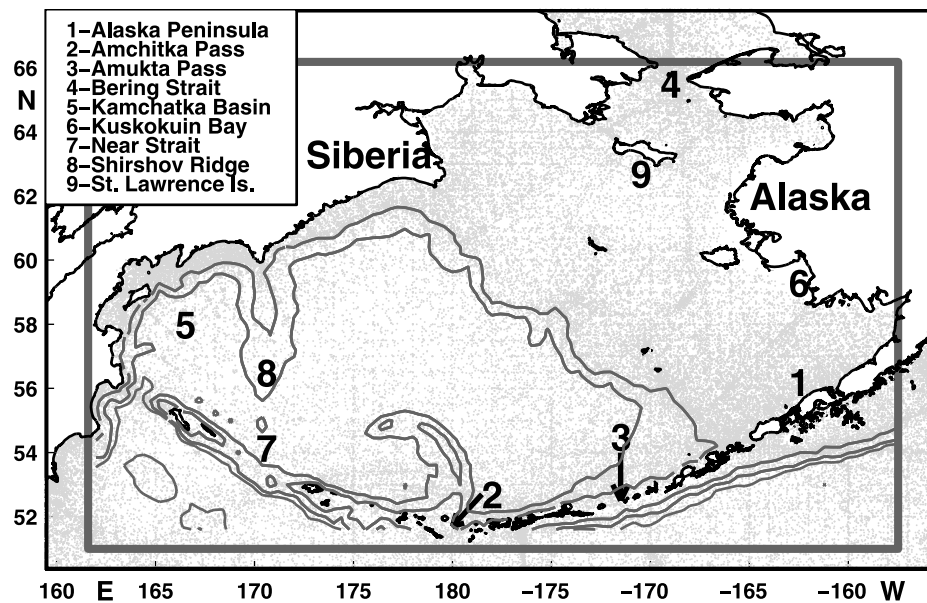 1–Alaska Peninsula
2–Amchitka Pass
3–Amukta Pass
4–Bering Strait
5–Kamchatka Basin
6–Kuskokuin Bay
7–Near Strait
8–Shirshov Ridge
9–St. Lawrence Is.
66
N
64
62
60
58
56
54
52
Siberia
Alaska
4
9
6
5
8
1
7
3
2
160 E 165 170 175 180 −175 −170 −165 −160 W